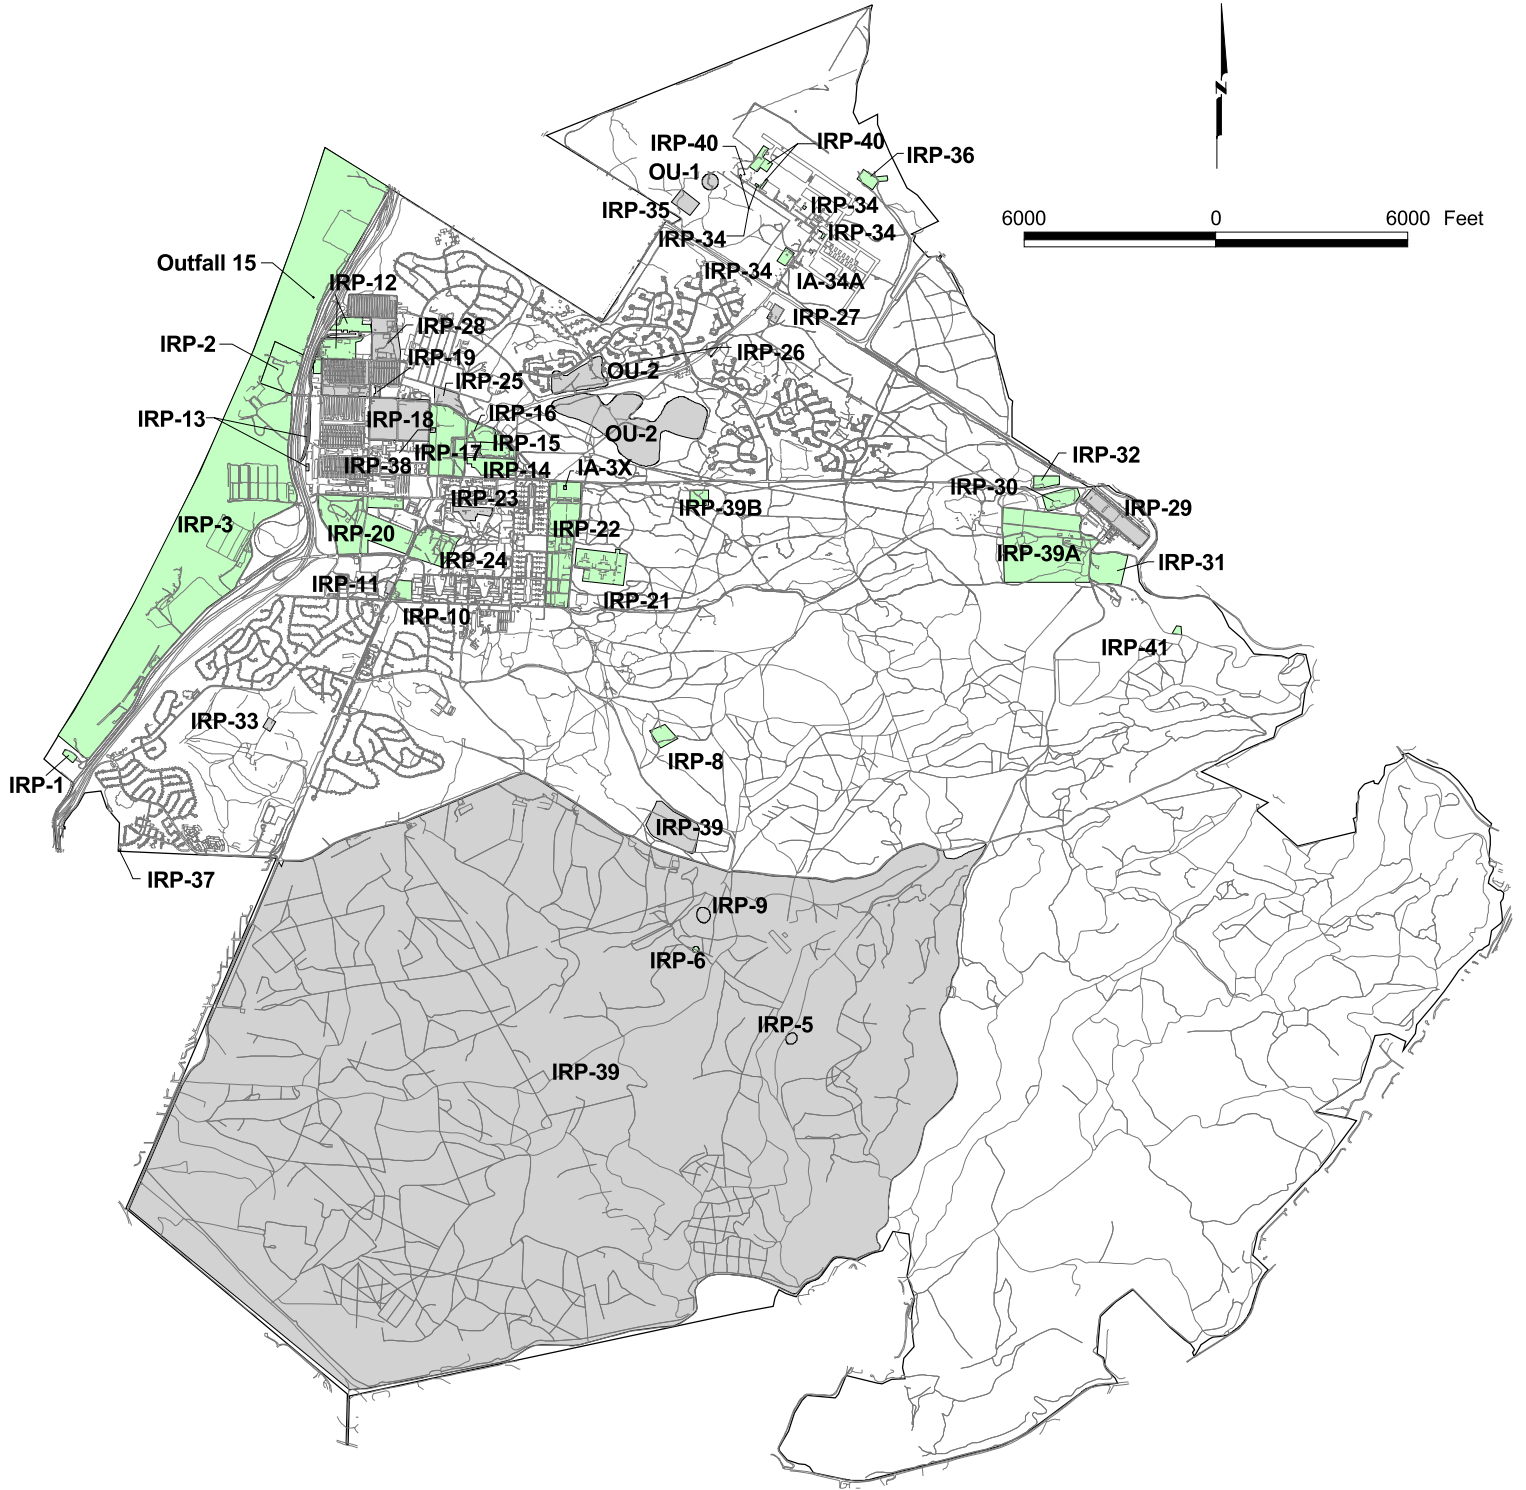 N
IRP-40
IRP-40
IRP-36
OU-1
IRP-35
IRP-34
IRP-34
IRP-34
6000 0 6000 Feet
Outfall 15
IRP-12
IRP-34
IA-34A
IRP-27
IRP-28
IRP-2
IRP-19
IRP-26
OU-2
IRP-25
IRP-13
IRP-18
IRP-16
OU-2
IRP-17
IRP-15
IRP-38
IRP-14
IA-3X
IRP-32
IRP-30
IRP-23
IRP-39B
IRP-29
IRP-3
IRP-20
IRP-22
IRP-24
IRP-39A
IRP-31
IRP-11
IRP-21
IRP-10
IRP-41
IRP-33
IRP-8
IRP-1
IRP-39
IRP-37
IRP-9
IRP-6
IRP-5
IRP-39